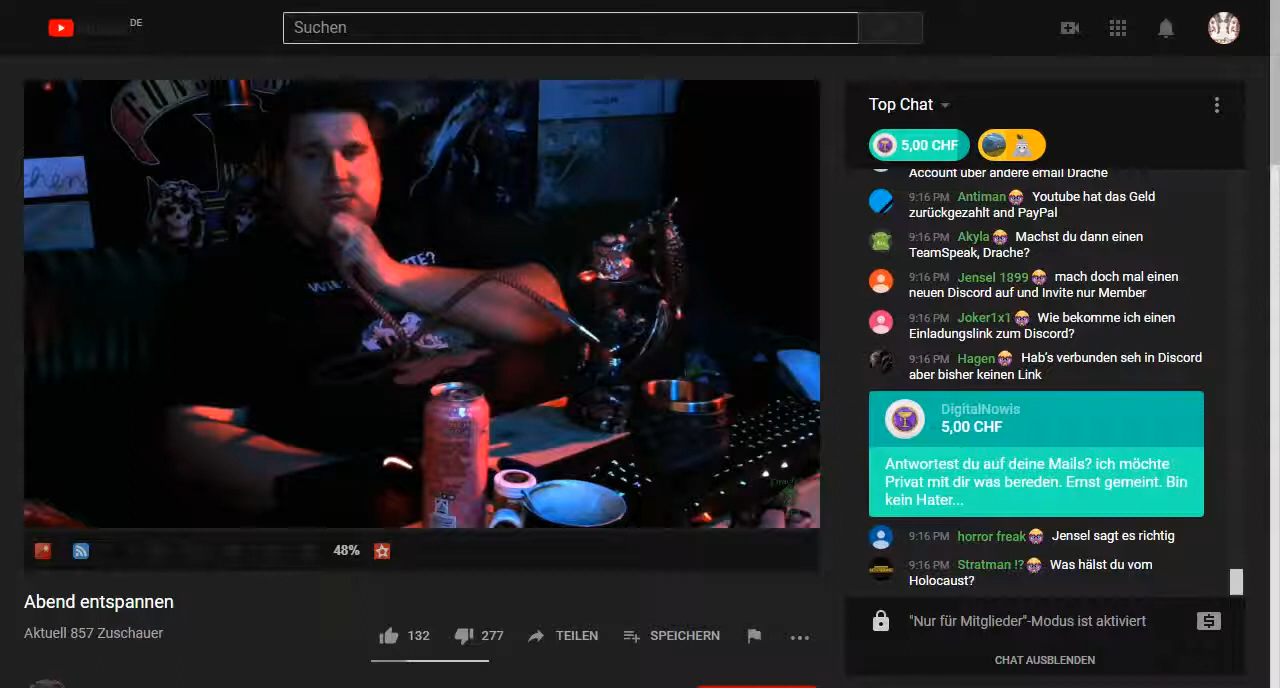 DE
Suchen
GUNS
Top Chat
5,00 CHF
Account über andere email Drache
9:16 PM Antiman Youtube hat das Geld
zurückgezahlt and PayPal
9:16 PM Akyla Machst du dann einen
TeamSpeak, Drache?
9:16 PM Jensel 1899 mach doch mal einen
neuen Discord auf und Invite nur Member
9:16 PM Joker1x1 Wie bekomme ich einen
Einladungslink zum Discord?
9:16 PM Hagen Hab's verbunden seh in Discord
aber bisher keinen Link
DigitalNowis
5,00 CHF
Antwortest du auf deine Mails? ich möchte
Privat mit dir was bereden. Ernst gemeint. Bin
kein Hater...
9:16 PM horror freak Jensel sagt es richtig
9:16 PM Stratman !? Was hälst du vom
Holocaust?
"Nur für Mitglieder"-Modus ist aktiviert
CHAT AUSBLENDEN
48%
Abend entspannen
Aktuell 857 Zuschauer
132
277
TEILEN
SPEICHERN